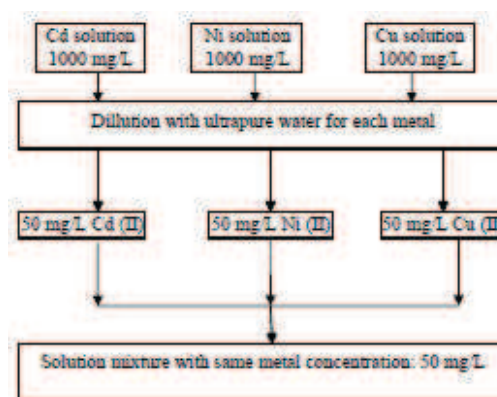 Cd solution
1000 mg/L
Ni solution
1000 mg/L
Cu solution
1000 mg/L
Dillution with ultrapure water for each metal
50 mg/L Cd (II)
50 mg/L Ni (II)
50 mg/L Cu (II
Solution mixture with same metal concentration: 50 mg/L